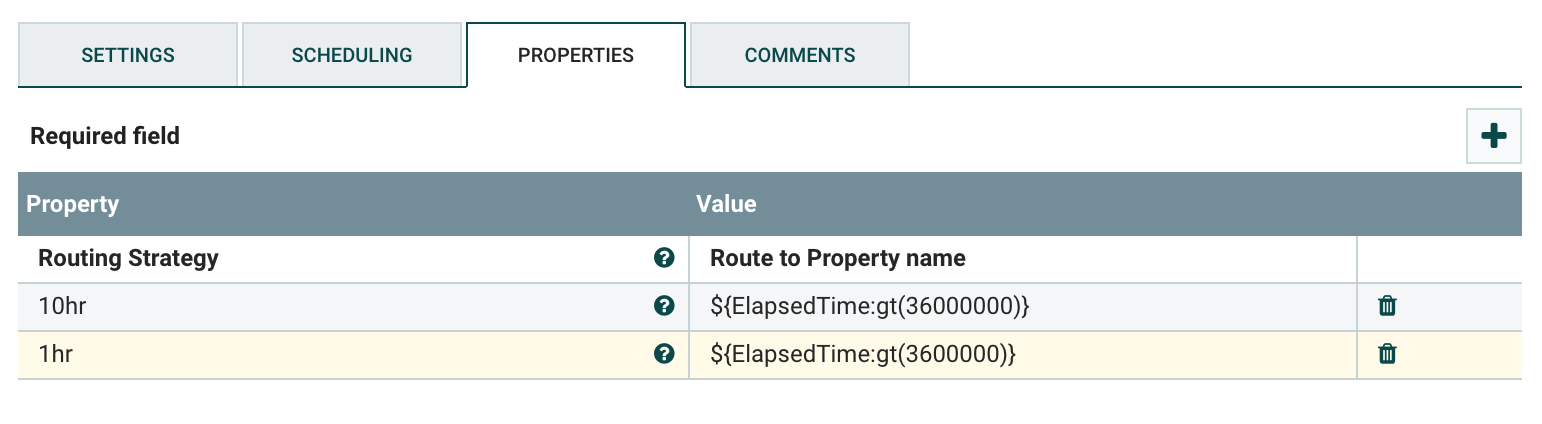 SETTINGS SCHEDULING PROPERTIES COMMENTS
Required field
Property Value
Routing Strategy Route to Property name
10hr ${ElapsedTime:gt(36000000)}
1hr ${ElapsedTime:gt(3600000)}